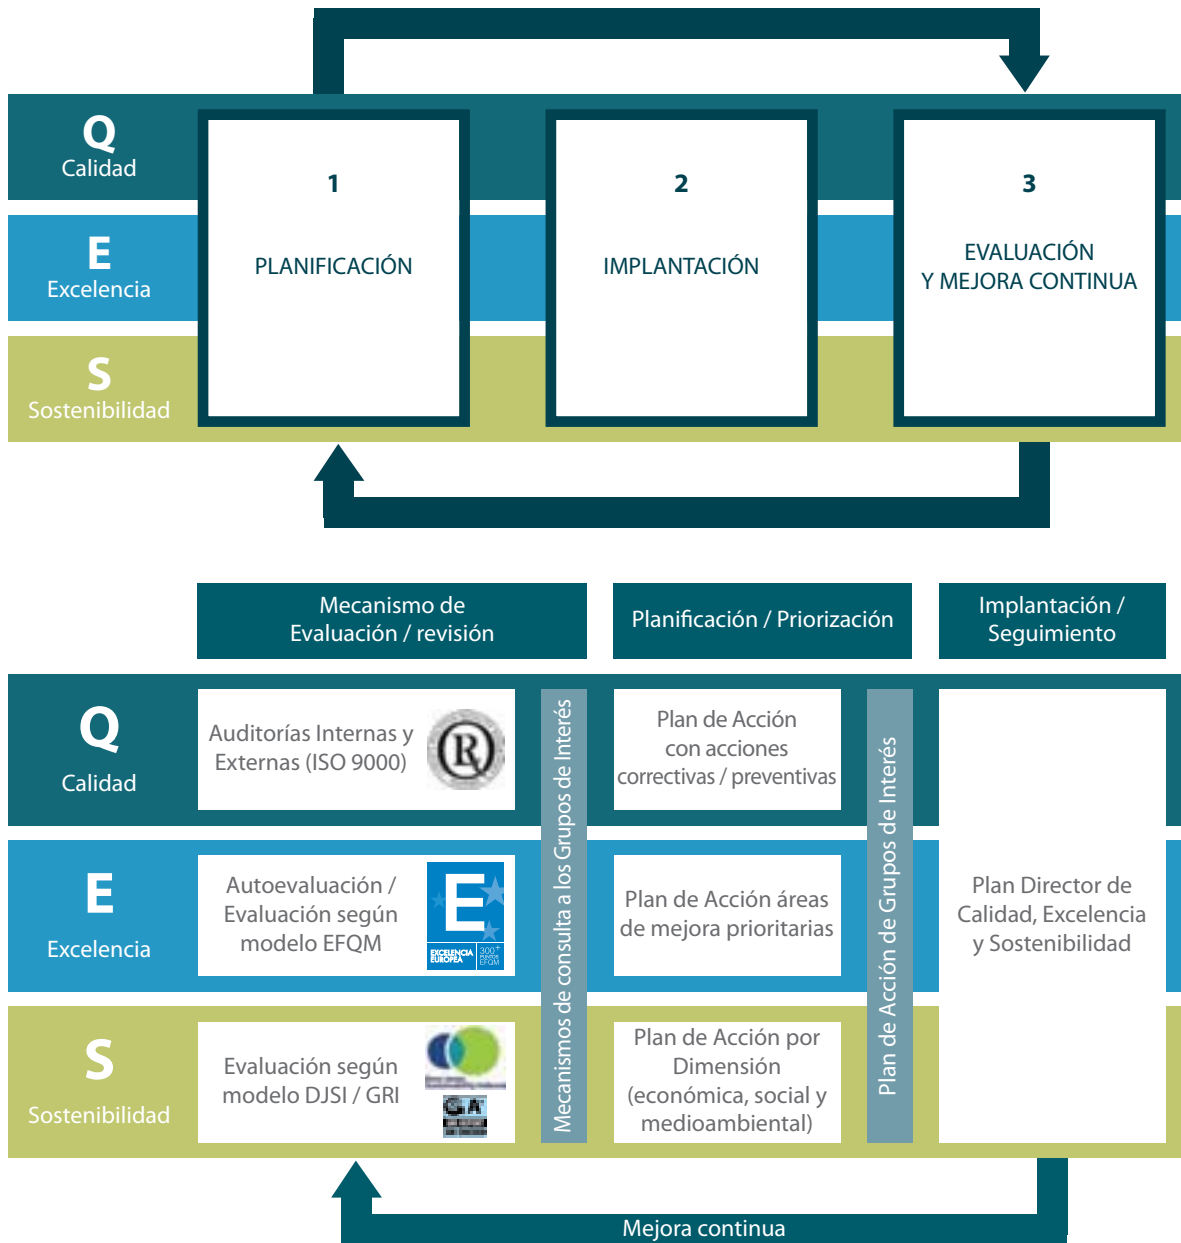 Q
Calidad
E
Excelencia
S
Sostenibilidad
1
PLANIFICACIÓN
2
IMPLANTACIÓN
3
EVALUACIÓN
Y MEJORA CONTINUA
Mecanismo de
Evaluación / revisión
Planificación / Priorización
Implantación /
Seguimiento
Q
Calidad
Auditorías Internas y
Externas (ISO 9000)
R
Plan de Acción
con acciones
correctivas / preventivas
E
Excelencia
Autoevaluación /
Evaluación según
modelo EFQM
E
EXCELENCIA
EUROPEA
300+
PUNTOS
EFQM
Plan de Acción áreas
de mejora prioritarias
S
Sostenibilidad
Evaluación según
modelo DJSI / GRI
Plan de Acción por
Dimensión
(económica, social y
medioambiental)
Mecanismos de consulta a los Grupos de Interés
Plan de Acción de Grupos de Interés
Plan Director de
Calidad, Excelencia
y Sostenibilidad
Mejora continua